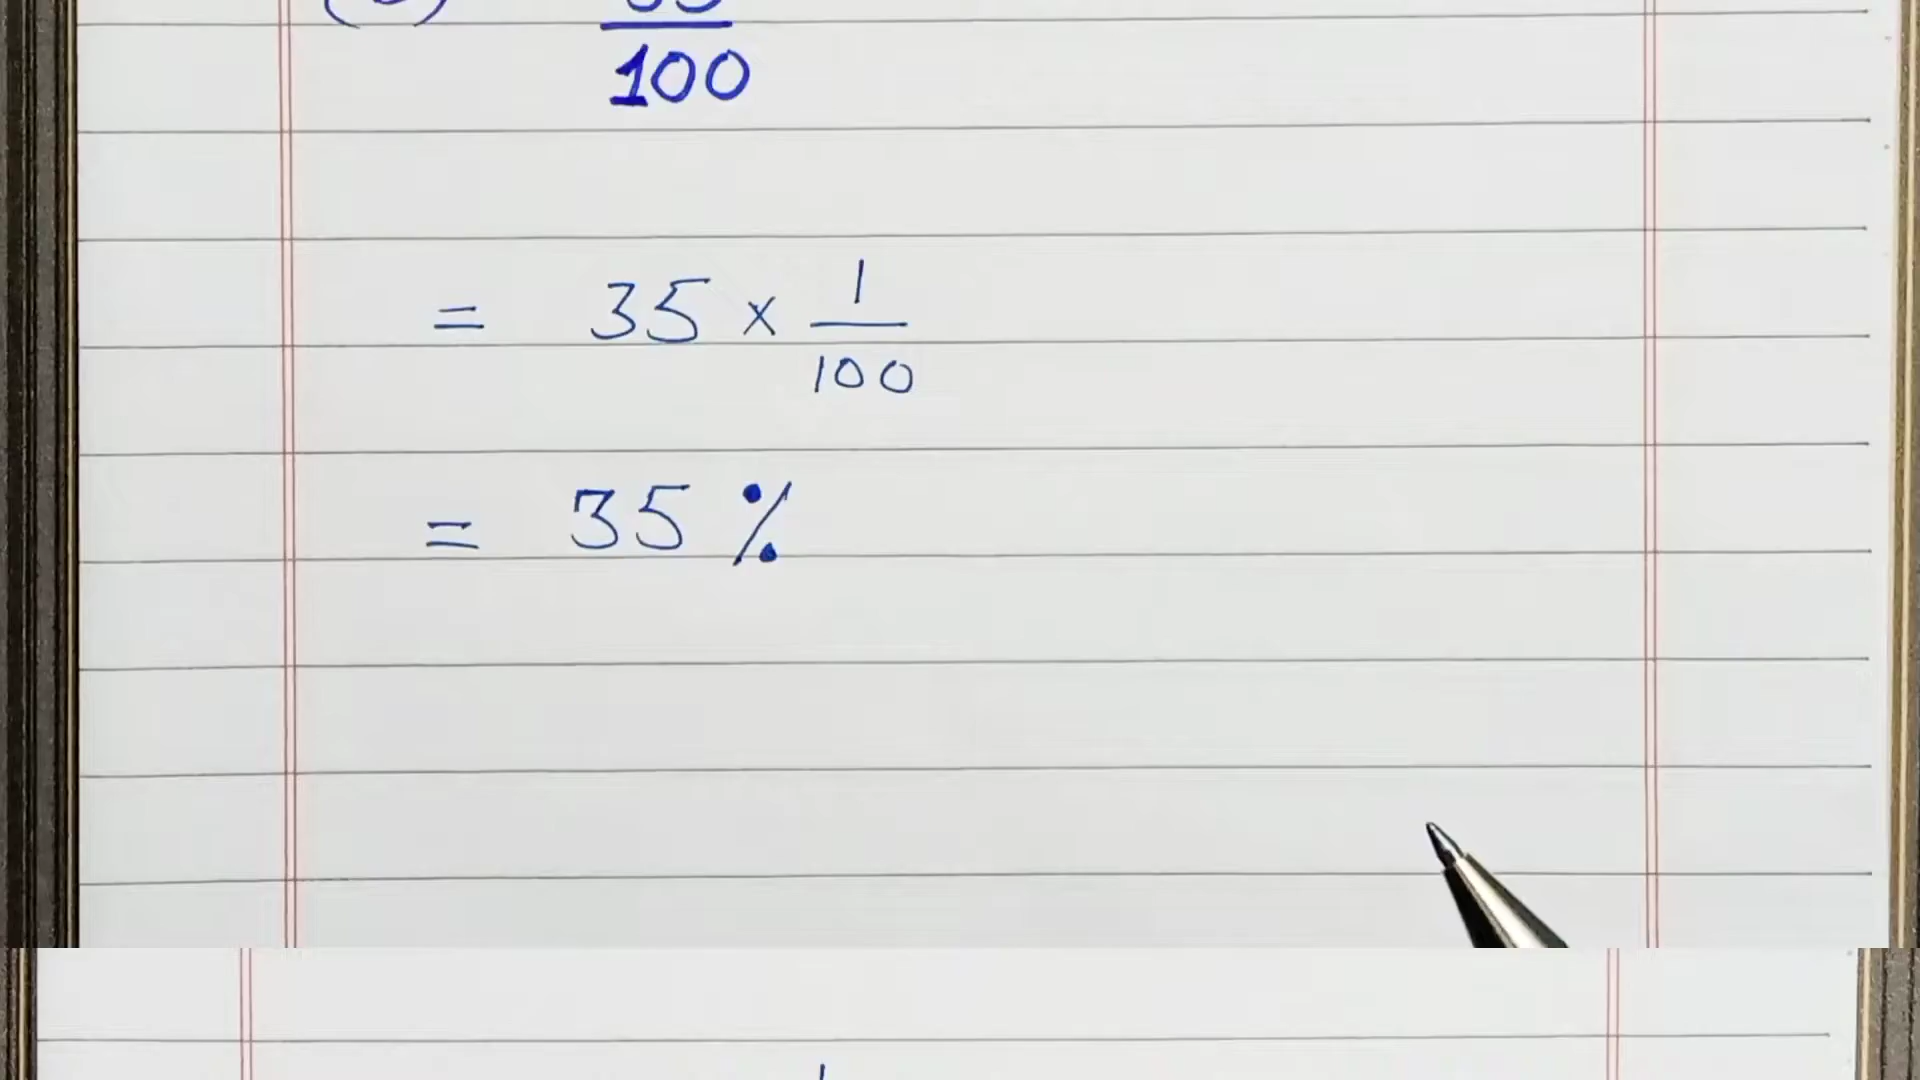 100
= 35 × 1/100
= 35 %